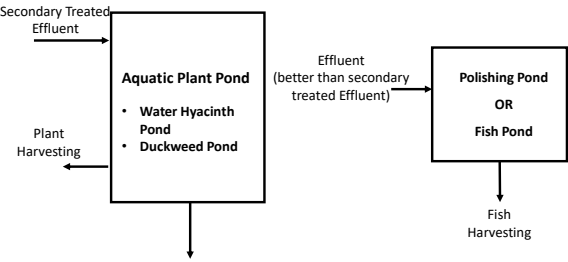 Secondary Treated
Effluent
Aquatic Plant Pond
• Water Hyacinth
Pond
• Duckweed Pond
Plant
Harvesting
Effluent
(better than secondary
treated Effluent)
Polishing Pond
OR
Fish Pond
Fish
Harvesting